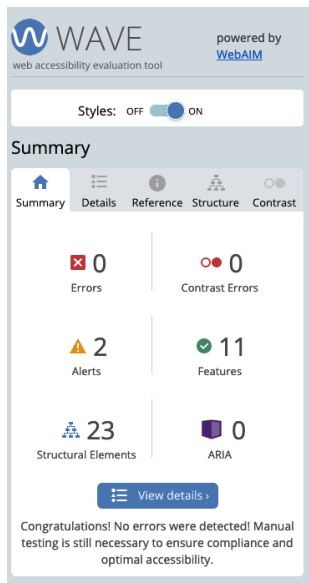 WAVE
web accessibility evaluation tool
powered by
WebAIM
Styles: OFF ON
Summary
Summary Details Reference Structure Contrast
0 0
Errors Contrast Errors
2 11
Alerts Features
23 0
Structural Elements ARIA
View details ›
Congratulations! No errors were detected! Manual
testing is still necessary to ensure compliance and
optimal accessibility.